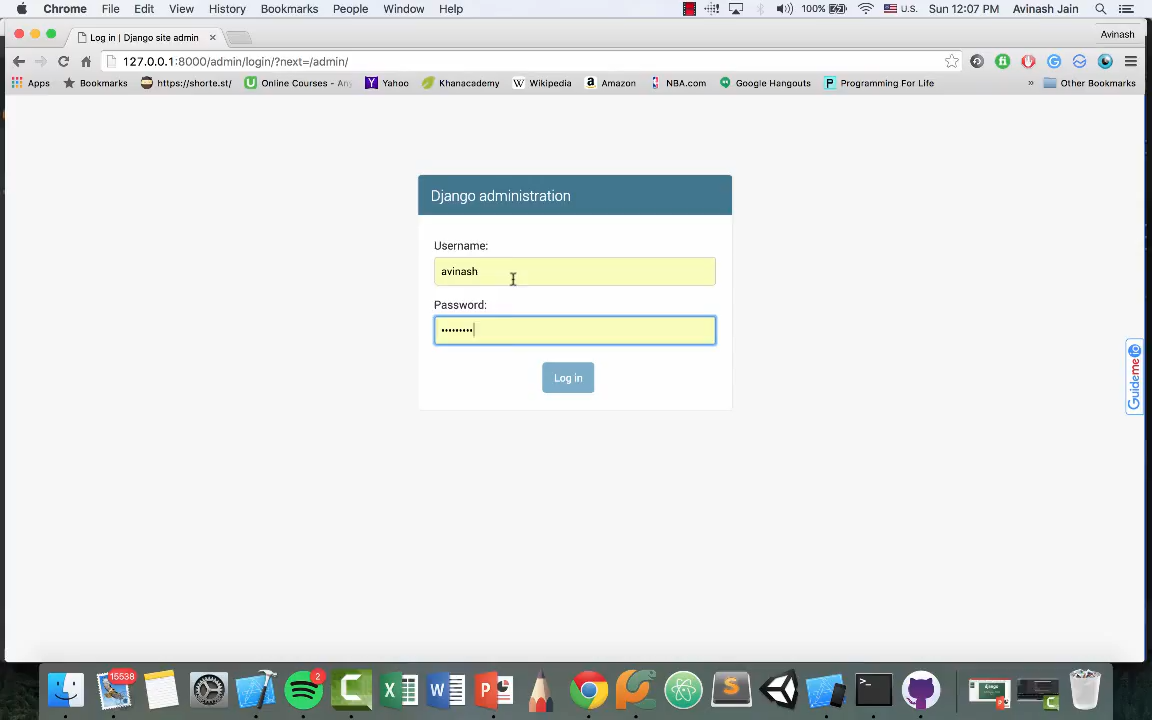 Chrome File Edit View History Bookmarks People Window Help 100% U.S. Sun 12:07 PM Avinash Jain
Log in | Django site admin Avinash
127.0.0.1:8000/admin/login/?next=/admin/
Apps Bookmarks https://shorte.st/ Online Courses - Any Yahoo Khanacademy Wikipedia Amazon NBA.com Google Hangouts Programming For Life » Other Bookmarks
Django administration
Username:
avinash
Password:
•••••••••
Log in
Guideme
15538
2